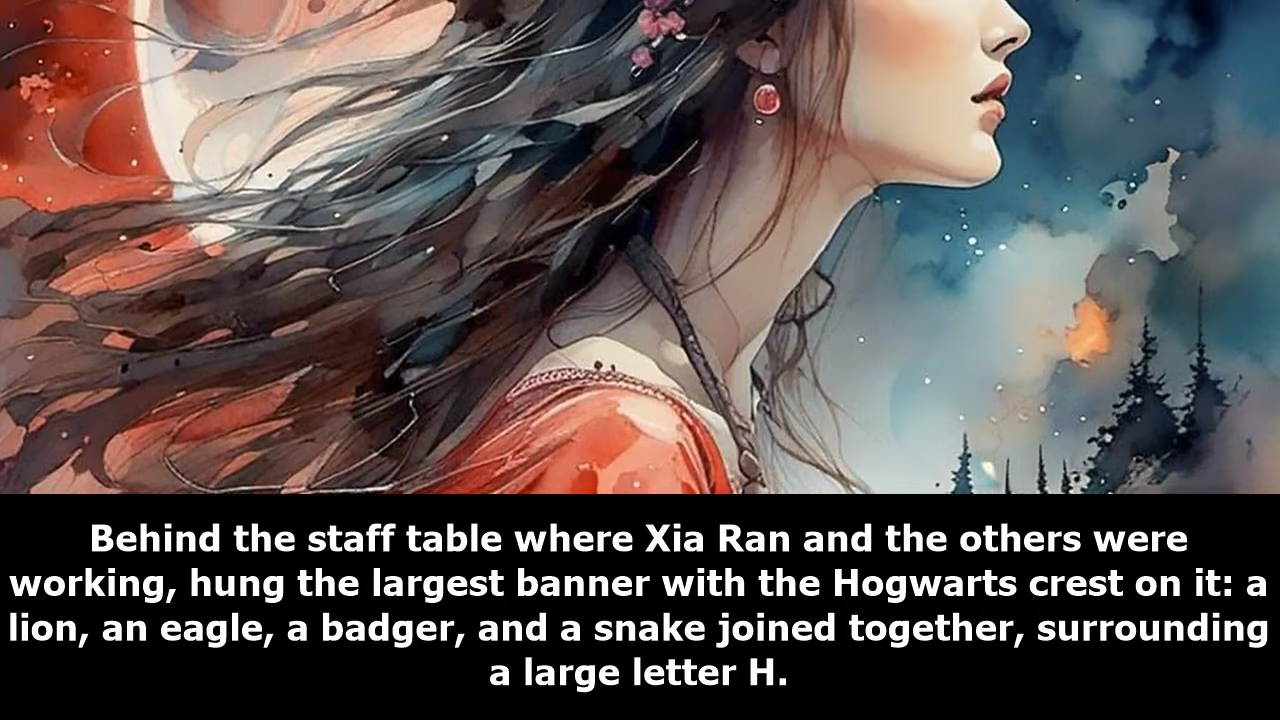 Behind the staff table where Xia Ran and the others were
working, hung the largest banner with the Hogwarts crest on it: a
lion, an eagle, a badger, and a snake joined together, surrounding
a large letter H.